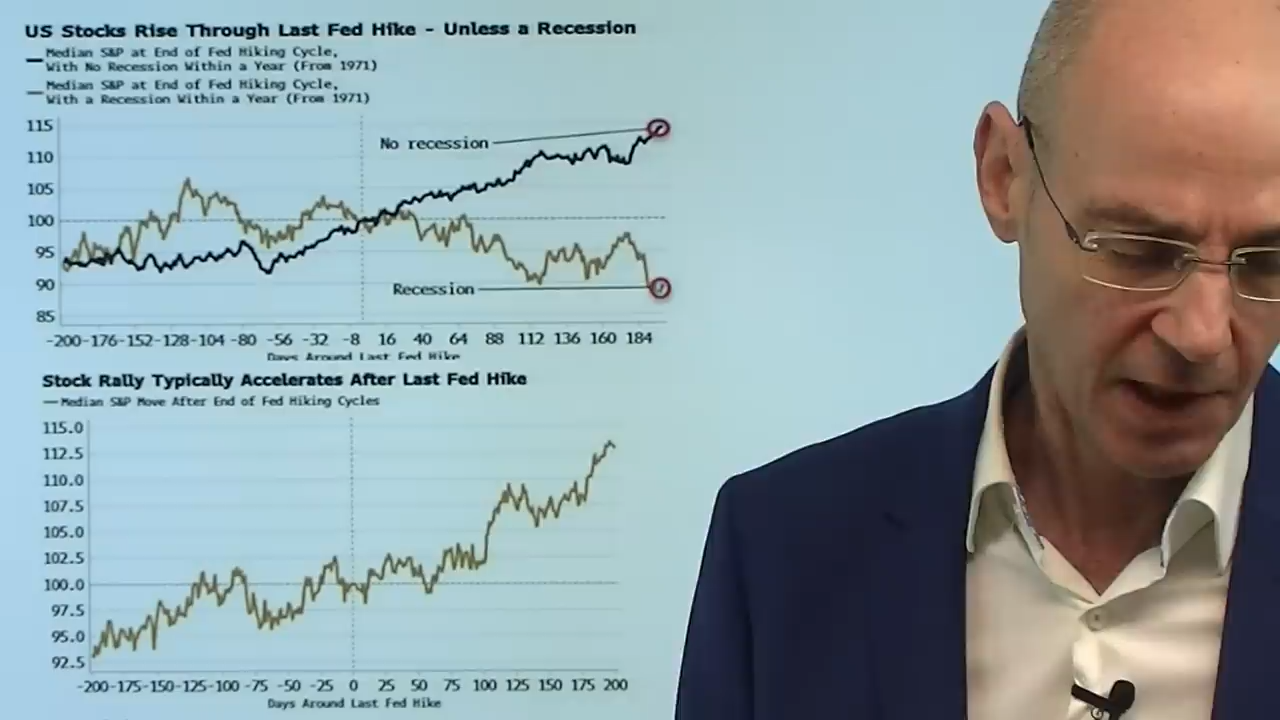 US Stocks Rise Through Last Fed Hike - Unless a Recession
Median S&P at End of Fed Hiking Cycle,
With No Recession Within a Year (From 1971)
Median S&P at End of Fed Hiking Cycle,
With a Recession Within a Year (From 1971)
115
110
105
100
95
90
85
No recession
Recession
-200-176-152-128-104 -80 -56 -32 -8 16 40 64 88 112 136 160 184
Days Around Last Fed Hike
Stock Rally Typically Accelerates After Last Fed Hike
Median S&P Move After End of Fed Hiking Cycles
115.0
112.5
110.0
107.5
105.0
102.5
100.0
97.5
95.0
92.5
-200-175-150-125-100 -75 -50 -25 0 25 50 75 100 125 150 175 200
Days Around Last Fed Hike